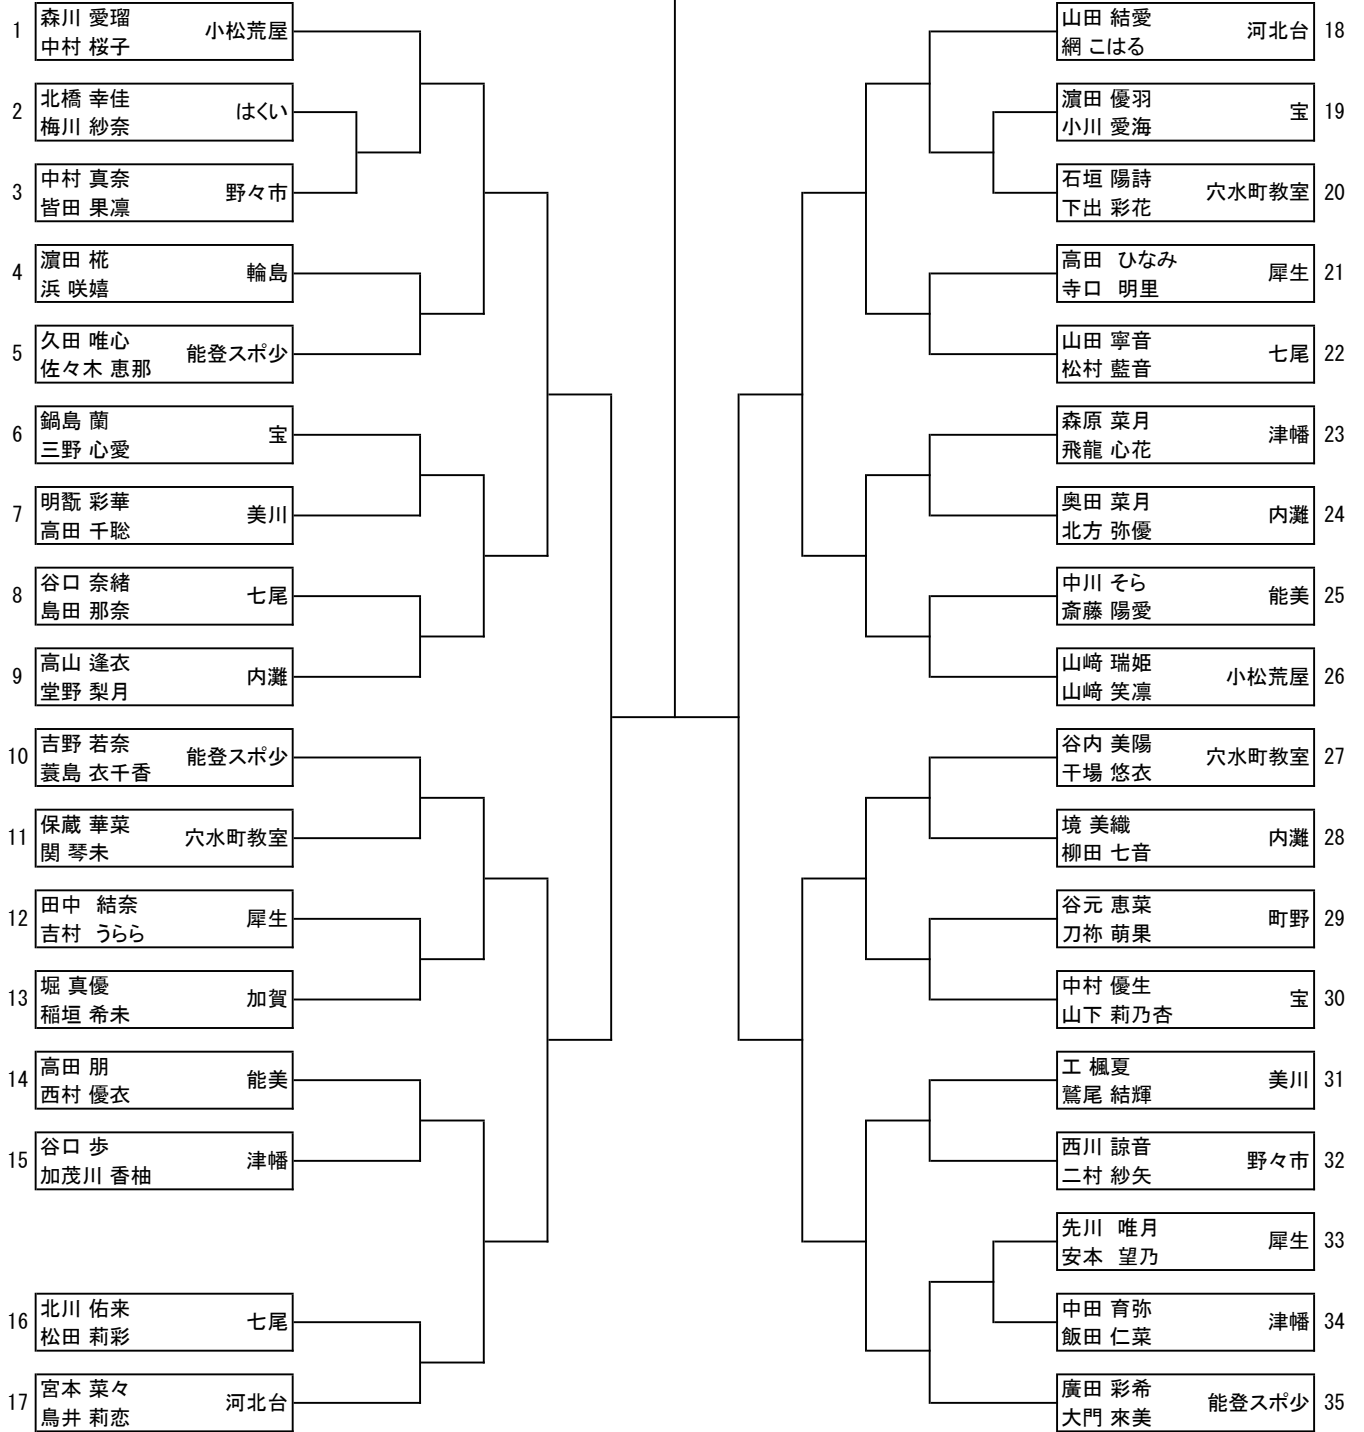 1 森川 愛瑠 小松荒屋
中村 桜子
2 北橋 幸佳 はくい
梅川 紗奈
3 中村 真奈 野々市
皆田 果凛
4 濵田 椛 輪島
浜 咲嬉
5 久田 唯心 能登スポ少
佐々木 恵那
6 鍋島 蘭 宝
三野 心愛
7 明翫 彩華 美川
高田 千聡
8 谷口 奈緒 七尾
島田 那奈
9 高山 逢衣 内灘
堂野 梨月
10 吉野 若奈 能登スポ少
蓑島 衣千香
11 保蔵 華菜 穴水町教室
関 琴未
12 田中 結奈 犀生
吉村 うらら
13 堀 真優 加賀
稲垣 希未
14 高田 朋 能美
西村 優衣
15 谷口 歩 津幡
加茂川 香柚
16 北川 佑来 七尾
松田 莉彩
17 宮本 菜々 河北台
鳥井 莉恋
山田 結愛 河北台 18
網 こはる
濵田 優羽 宝 19
小川 愛海
石垣 陽詩 穴水町教室 20
下出 彩花
高田 ひなみ 犀生 21
寺口 明里
山田 寧音 七尾 22
松村 藍音
森原 菜月 津幡 23
飛龍 心花
奥田 菜月 内灘 24
北方 弥優
中川 そら 能美 25
斎藤 陽愛
山﨑 瑞姫 小松荒屋 26
山﨑 笑凛
谷内 美陽 穴水町教室 27
干場 悠衣
境 美織 内灘 28
柳田 七音
谷元 恵菜 町野 29
刀祢 萌果
中村 優生 宝 30
山下 莉乃杏
工 楓夏 美川 31
鷲尾 結輝
西川 諒音 野々市 32
二村 紗矢
先川 唯月 犀生 33
安本 望乃
中田 育弥 津幡 34
飯田 仁菜
廣田 彩希 能登スポ少 35
大門 來美